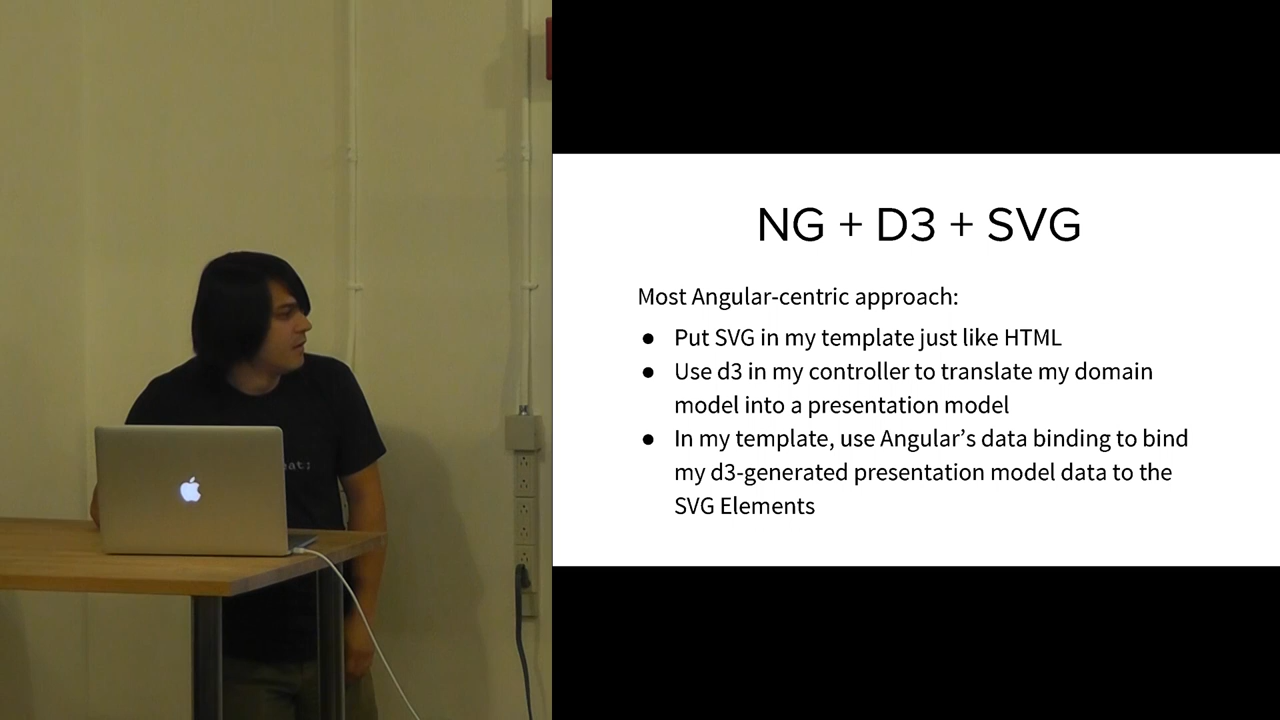 NG + D3 + SVG
Most Angular-centric approach:
● Put SVG in my template just like HTML
● Use d3 in my controller to translate my domain
model into a presentation model
● In my template, use Angular’s data binding to bind
my d3-generated presentation model data to the
SVG Elements